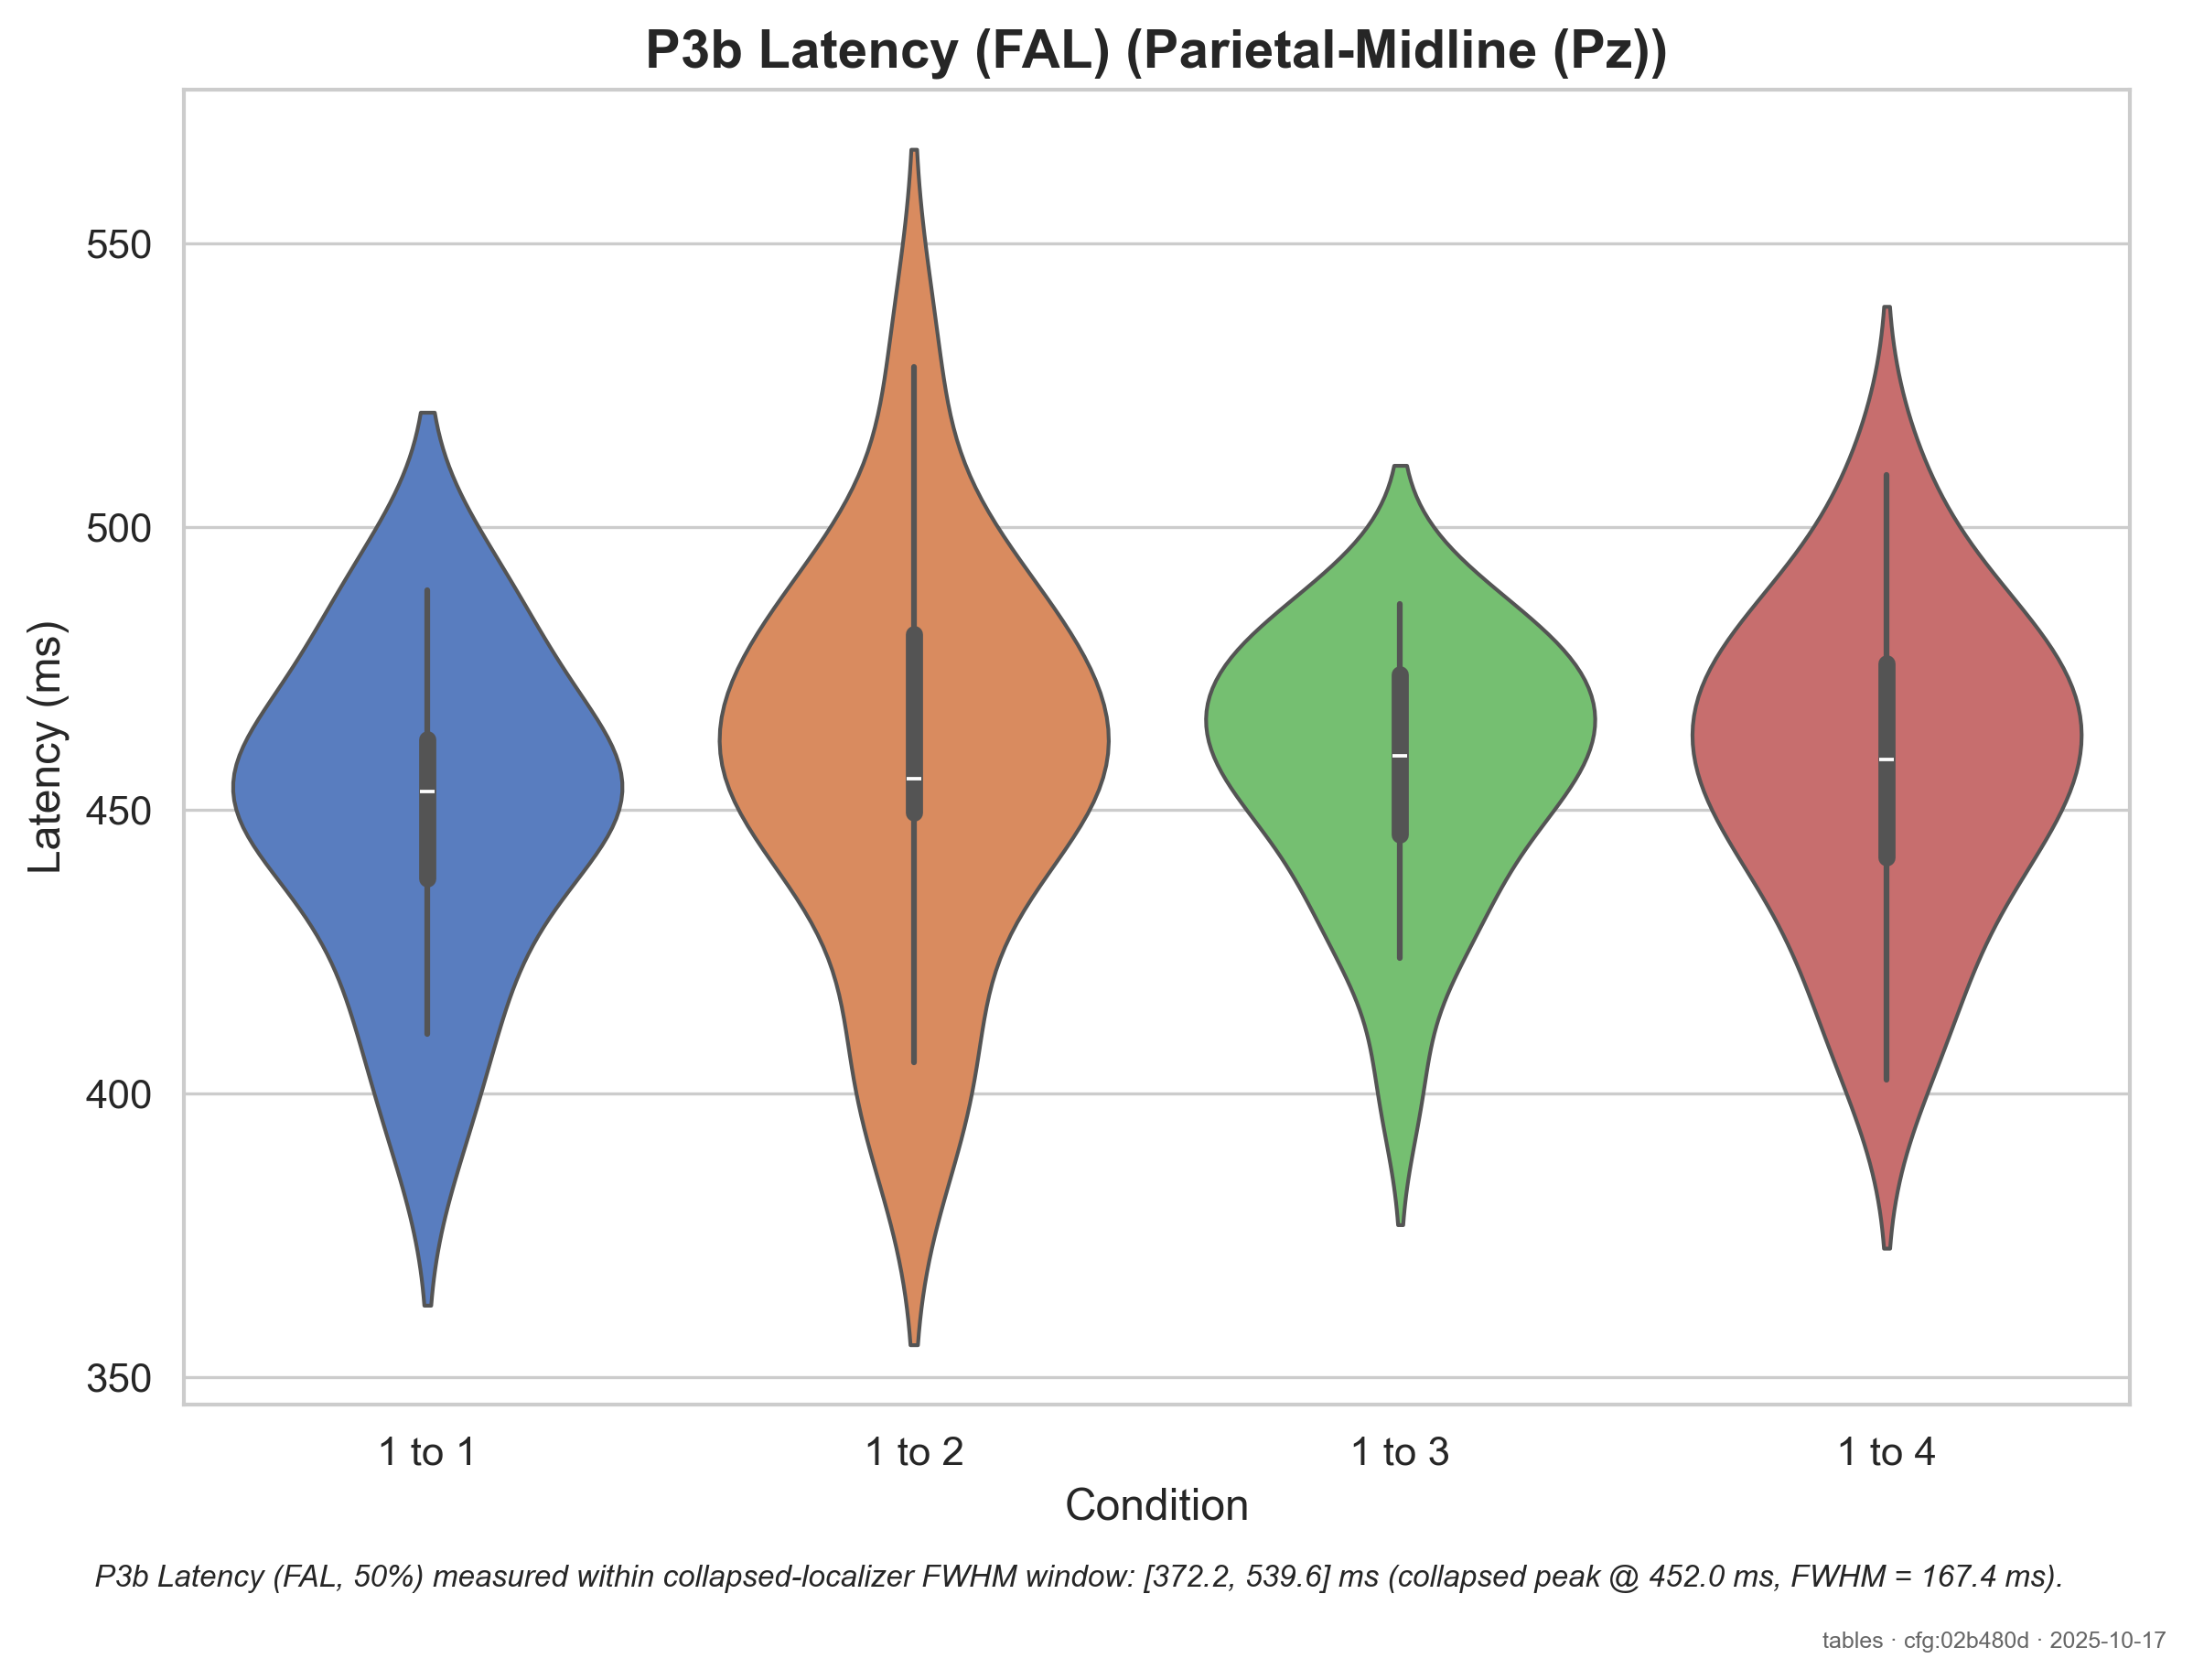 P3b Latency (FAL) (Parietal-Midline (Pz))
Latency (ms)
550
500
450
400
350
1 to 1
1 to 2
1 to 3
1 to 4
Condition
P3b Latency (FAL, 50%) measured within collapsed-localizer FWHM window: [372.2, 539.6] ms (collapsed peak @ 452.0 ms, FWHM = 167.4 ms).
tables · cfg:02b480d · 2025-10-17